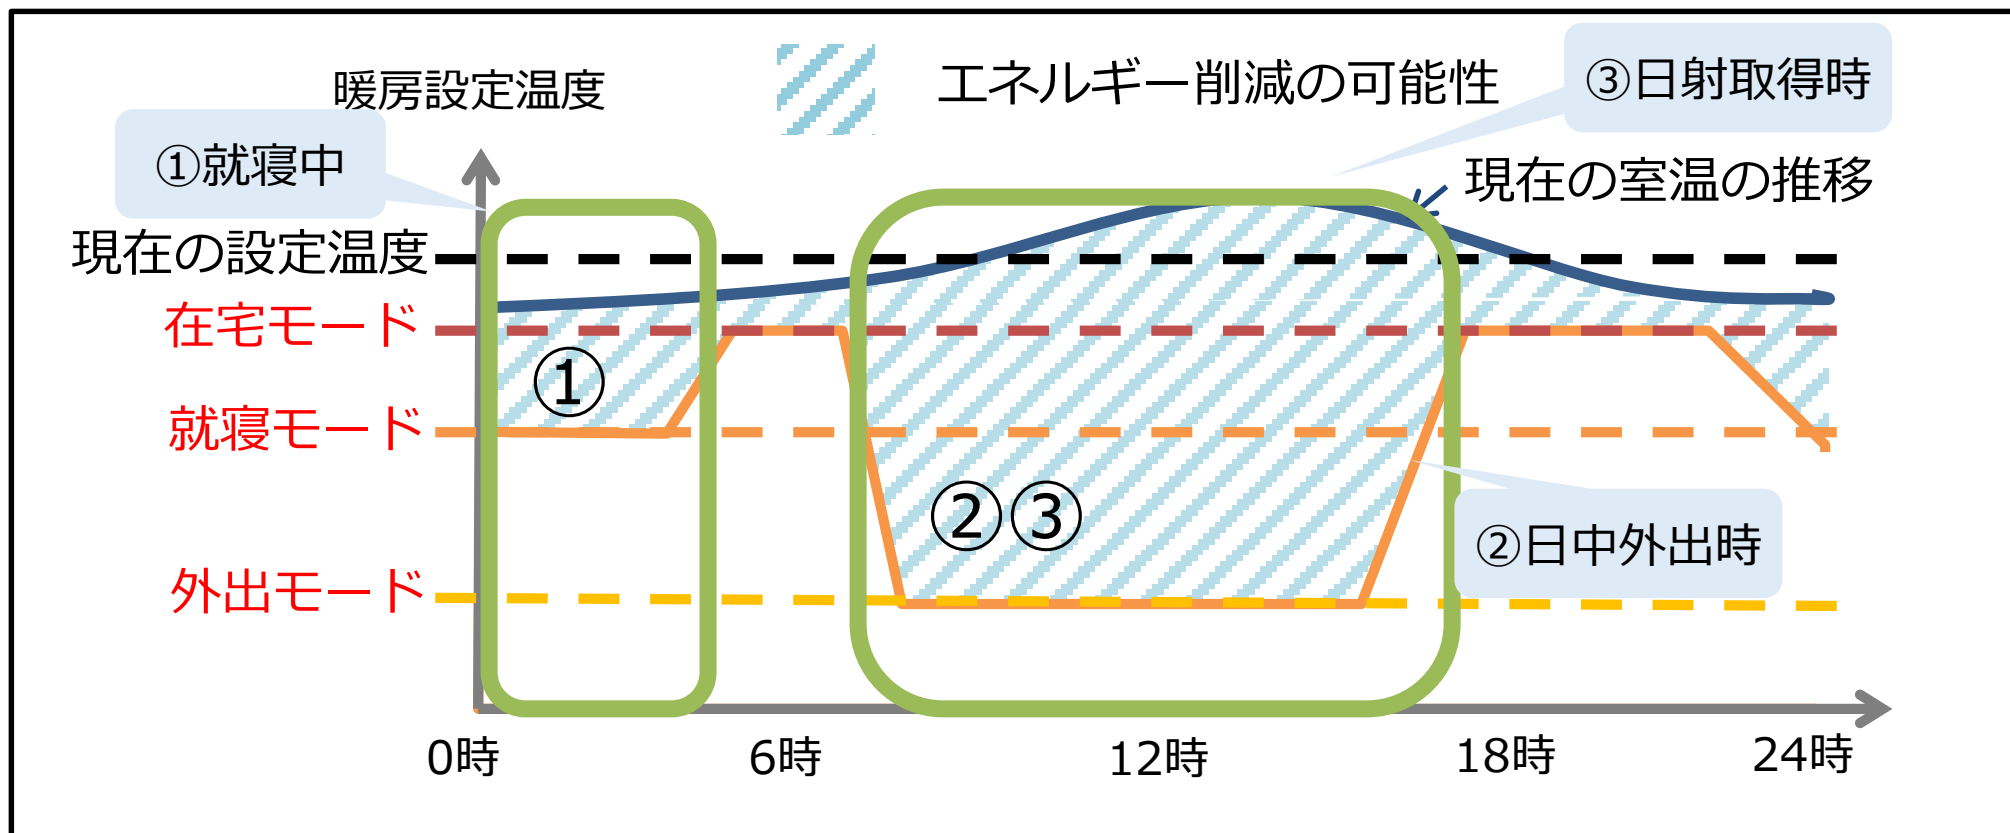 暖房設定温度
エネルギー削減の可能性
③日射取得時
①就寝中
現在の室温の推移
現在の設定温度
在宅モード
①
就寝モード
②③
②日中外出時
外出モード
0時
6時
12時
18時
24時